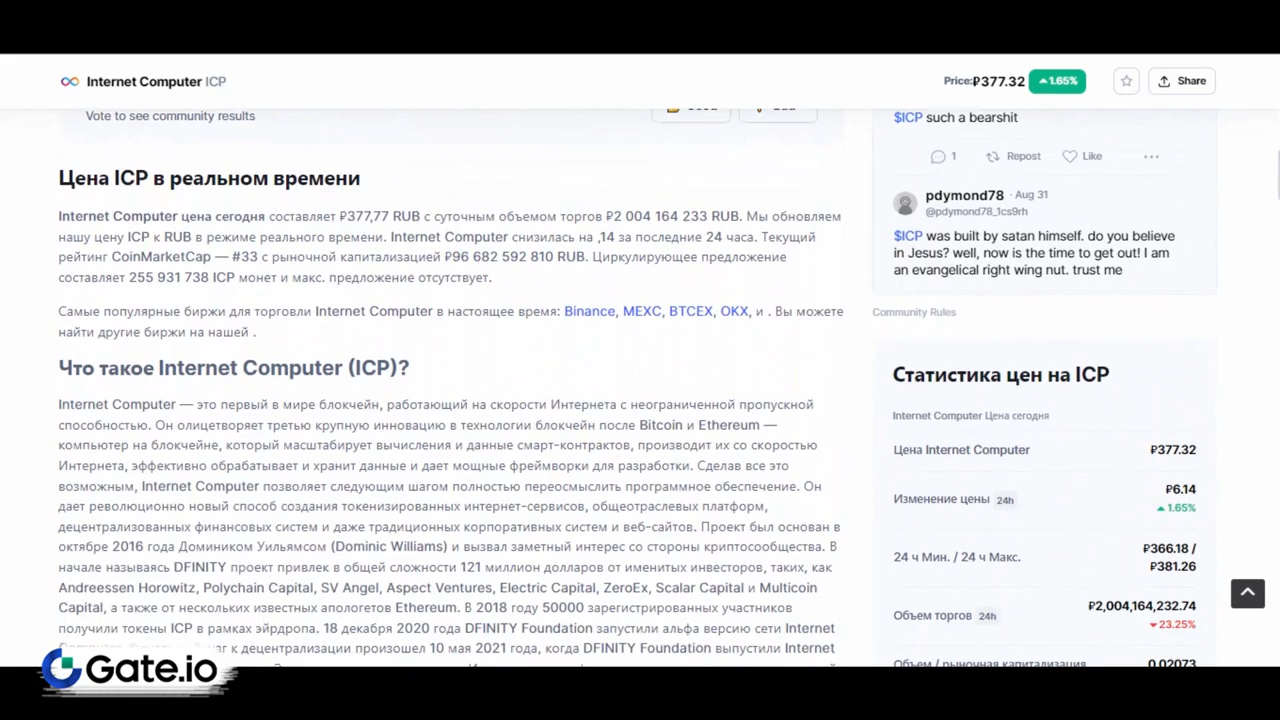 Internet Computer ICP
Price:₽377.32
1.65%
Share
Vote to see community results
Цена ICP в реальном времени
Internet Computer цена сегодня составляет ₽377,77 RUB с суточным объемом торгов ₽2 004 164 233 RUB. Мы обновляем
нашу цену ICP к RUB в режиме реального времени. Internet Computer снизилась на ,14 за последние 24 часа. Текущий
рейтинг CoinMarketCap — #33 с рыночной капитализацией ₽96 682 592 810 RUB. Циркулирующее предложение
составляет 255 931 738 ICP монет и макс. предложение отсутствует.
Самые популярные биржи для торговли Internet Computer в настоящее время: Binance, MEXC, BTCEX, OKX, и . Вы можете
найти другие биржи на нашей .
Что такое Internet Computer (ICP)?
Internet Computer — это первый в мире блокчейн, работающий на скорости Интернета с неограниченной пропускной
способностью. Он олицетворяет третью крупную инновацию в технологии блокчейн после Bitcoin и Ethereum —
компьютер на блокчейне, который масштабирует вычисления и данные смарт-контрактов, производит их со скоростью
Интернета, эффективно обрабатывает и хранит данные и дает мощные фреймворки для разработки. Сделав все это
возможным, Internet Computer позволяет следующим шагом полностью переосмыслить программное обеспечение. Он
дает революционно новый способ создания токенизированных интернет-сервисов, общеотраслевых платформ,
децентрализованных финансовых систем и даже традиционных корпоративных систем и веб-сайтов. Проект был основан в
октябре 2016 года Домиником Уильямсом (Dominic Williams) и вызвал заметный интерес со стороны криптосообщества. В
начале называясь DFINITY проект привлек в общей сложности 121 миллион долларов от именитых инвесторов, таких, как
Andreessen Horowitz, Polychain Capital, SV Angel, Aspect Ventures, Electric Capital, ZeroEx, Scalar Capital и Multicoin
Capital, а также от нескольких известных апологетов Ethereum. В 2018 году 50000 зарегистрированных участников
получили токены ICP в рамках эйрдропа. 18 декабря 2020 года DFINITY Foundation запустили альфа версию сети Internet
к децентрализации произошел 10 мая 2021 года, когда DFINITY Foundation выпустили Internet
Gate.io
$ICP such a bearshit
1 Repost Like
pdymond78 · Aug 31
@pdymond78_1cs9rh
$ICP was built by satan himself. do you believe
in Jesus? well, now is the time to get out! I am
an evangelical right wing nut. trust me
Community Rules
Статистика цен на ICP
Internet Computer Цена сегодня
Цена Internet Computer ₽377.32
Изменение цены 24h ₽6.14
1.65%
24 ч Мин. / 24 ч Макс. ₽366.18 /
₽381.26
Объем торгов 24h ₽2,004,164,232.74
23.25%
Объем / рыночная капитализация 0.02073